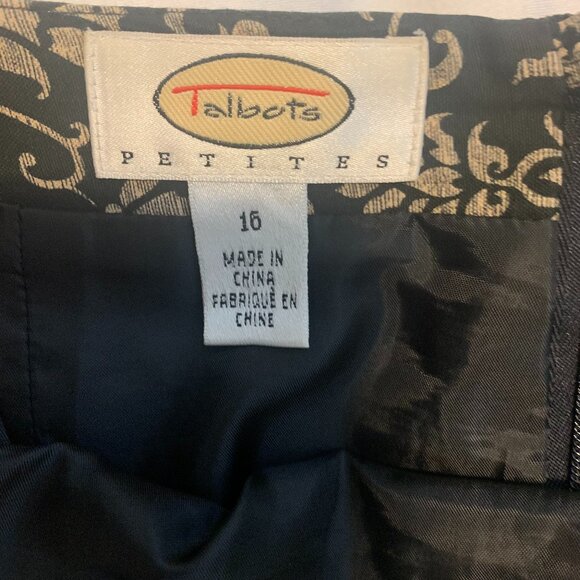 Talbots
PETITES
16
MADE IN
CHINA
FABRIQUÉ EN
CHINE